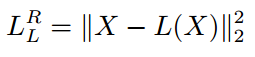 $L_L^R = \|X - L(X)\|_2^2$